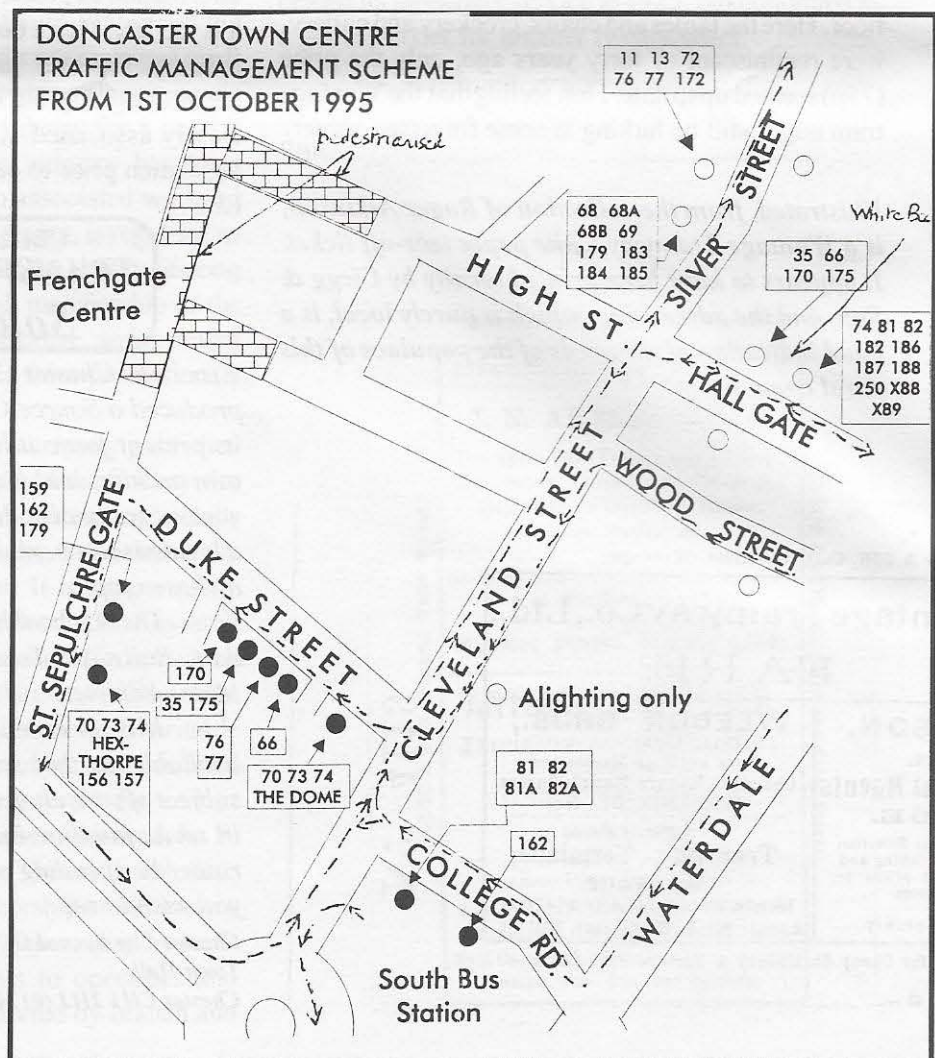 DONCASTER TOWN CENTRE
TRAFFIC MANAGEMENT SCHEME
FROM 1ST OCTOBER 1995
pedestrianised
11 13 72
76 77 172
SILVER STREET
68 68A
68B 69
179 183
184 185
35 66
170 175
HIGH ST
Frenchgate
Centre
74 81 82
182 186
187 188
250 X88
X89
HALL GATE
WOOD STREET
159
162
179
ST. SEPULCHRE GATE
DUKE STREET
CLEVELAND STREET
170
35 175
Alighting only
70 73 74
HEX-
THORPE
156 157
76
77
66
70 73 74
THE DOME
81 82
81A 82A
162
WATERDALE
COLLEGE RD.
South Bus
Station